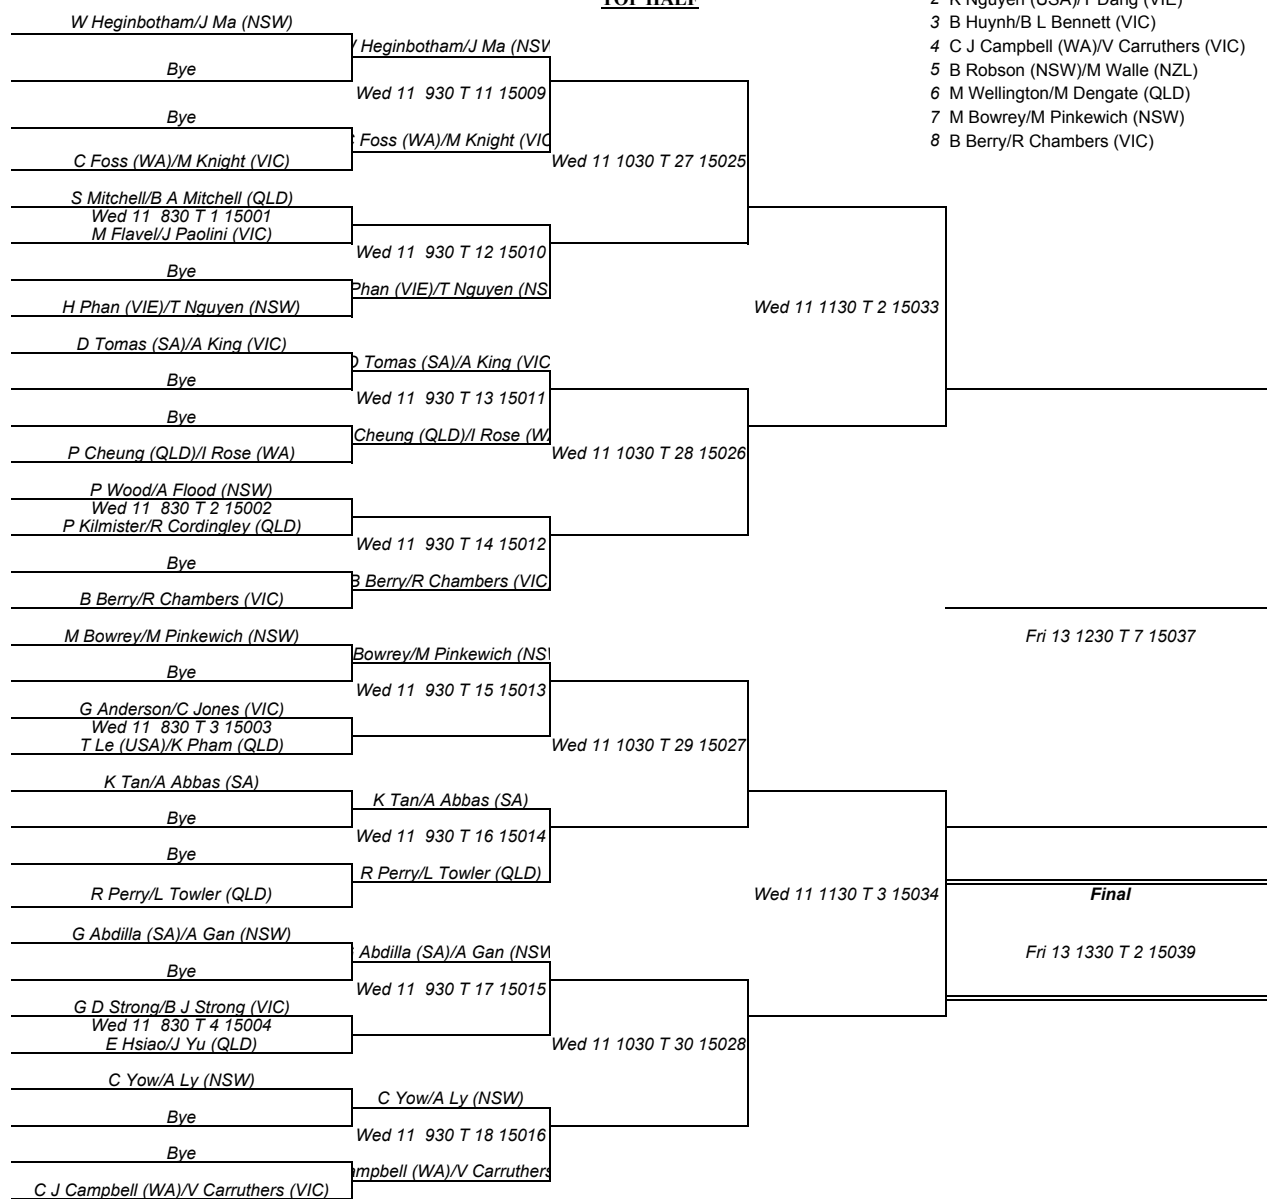 TOP HALF
2 K Nguyen (USA)/T Dang (VIE)
3 B Huynh/B L Bennett (VIC)
4 C J Campbell (WA)/V Carruthers (VIC)
5 B Robson (NSW)/M Walle (NZL)
6 M Wellington/M Dengate (QLD)
7 M Bowrey/M Pinkewich (NSW)
8 B Berry/R Chambers (VIC)
W Heginbotham/J Ma (NSW)
Heginbotham/J Ma (NSW
Bye
Wed 11 930 T 11 15009
Bye
Foss (WA)/M Knight (VIC
C Foss (WA)/M Knight (VIC)
Wed 11 1030 T 27 15025
S Mitchell/B A Mitchell (QLD)
Wed 11 830 T 1 15001
M Flavel/J Paolini (VIC)
Wed 11 930 T 12 15010
Bye
Phan (VIE)/T Nguyen (NS
H Phan (VIE)/T Nguyen (NSW)
Wed 11 1130 T 2 15033
D Tomas (SA)/A King (VIC)
D Tomas (SA)/A King (VIC
Bye
Wed 11 930 T 13 15011
Bye
Cheung (QLD)/I Rose (WA
P Cheung (QLD)/I Rose (WA)
Wed 11 1030 T 28 15026
P Wood/A Flood (NSW)
Wed 11 830 T 2 15002
P Kilmister/R Cordingley (QLD)
Wed 11 930 T 14 15012
Bye
B Berry/R Chambers (VIC)
B Berry/R Chambers (VIC)
M Bowrey/M Pinkewich (NSW)
Fri 13 1230 T 7 15037
Bowrey/M Pinkewich (NSW
Bye
Wed 11 930 T 15 15013
G Anderson/C Jones (VIC)
Wed 11 830 T 3 15003
T Le (USA)/K Pham (QLD)
Wed 11 1030 T 29 15027
K Tan/A Abbas (SA)
K Tan/A Abbas (SA)
Bye
Wed 11 930 T 16 15014
Bye
R Perry/L Towler (QLD)
R Perry/L Towler (QLD)
Wed 11 1130 T 3 15034
Final
G Abdilla (SA)/A Gan (NSW)
Abdilla (SA)/A Gan (NSW
Fri 13 1330 T 2 15039
Bye
Wed 11 930 T 17 15015
G D Strong/B J Strong (VIC)
Wed 11 830 T 4 15004
E Hsiao/J Yu (QLD)
Wed 11 1030 T 30 15028
C Yow/A Ly (NSW)
C Yow/A Ly (NSW)
Bye
Wed 11 930 T 18 15016
Bye
ampbell (WA)/V Carruthers
C J Campbell (WA)/V Carruthers (VIC)